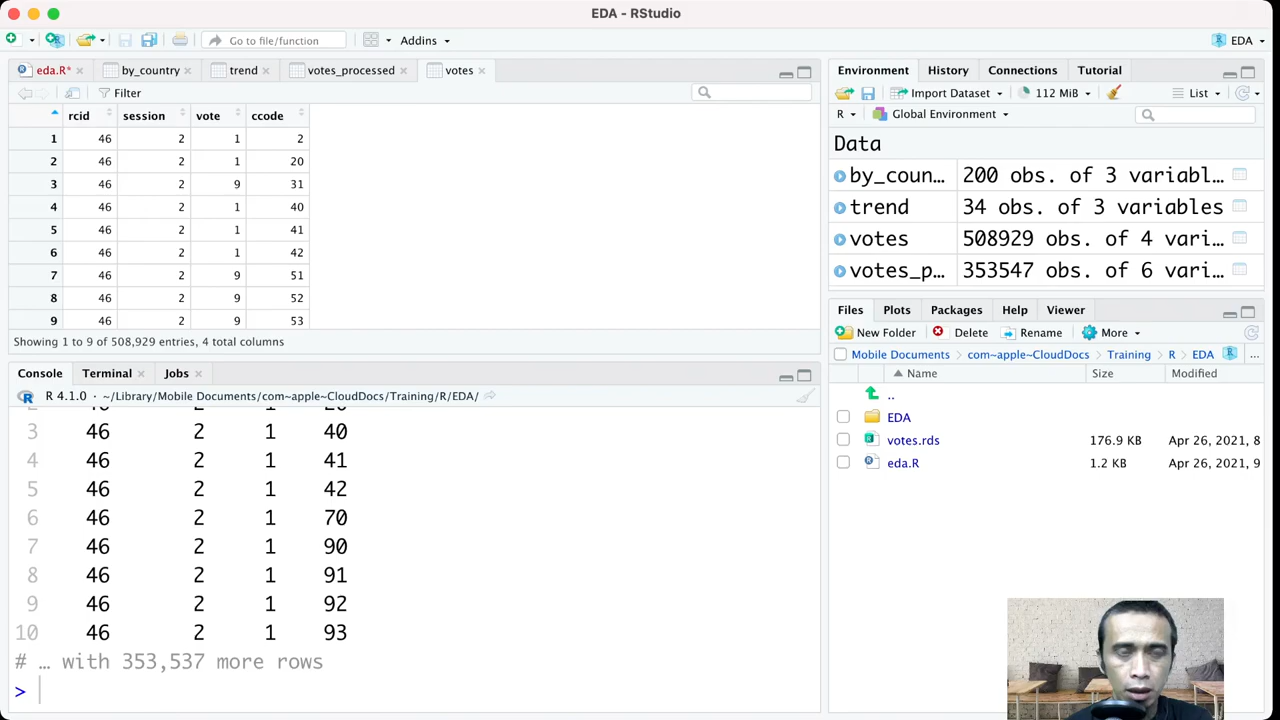 EDA - RStudio
Go to file/function Addins EDA
eda.R* by_country trend votes_processed votes
Filter
rcid session vote ccode
1 46 2 1 2
2 46 2 1 20
3 46 2 9 31
4 46 2 1 40
5 46 2 1 41
6 46 2 1 42
7 46 2 9 51
8 46 2 9 52
9 46 2 9 53
Showing 1 to 9 of 508,929 entries, 4 total columns
Console Terminal Jobs
R 4.1.0 · ~/Library/Mobile Documents/com~apple~CloudDocs/Training/R/EDA/
3 46 2 1 40
4 46 2 1 41
5 46 2 1 42
6 46 2 1 70
7 46 2 1 90
8 46 2 1 91
9 46 2 1 92
10 46 2 1 93
# … with 353,537 more rows
>
Environment History Connections Tutorial
Import Dataset 112 MiB List
R Global Environment
Data
by_coun… 200 obs. of 3 variabl…
trend 34 obs. of 3 variables
votes 508929 obs. of 4 vari…
votes_p… 353547 obs. of 6 vari…
Files Plots Packages Help Viewer
New Folder Delete Rename More
Mobile Documents com~apple~CloudDocs Training R EDA ...
Name Size Modified
..
EDA
votes.rds 176.9 KB Apr 26, 2021, 8
eda.R 1.2 KB Apr 26, 2021, 9